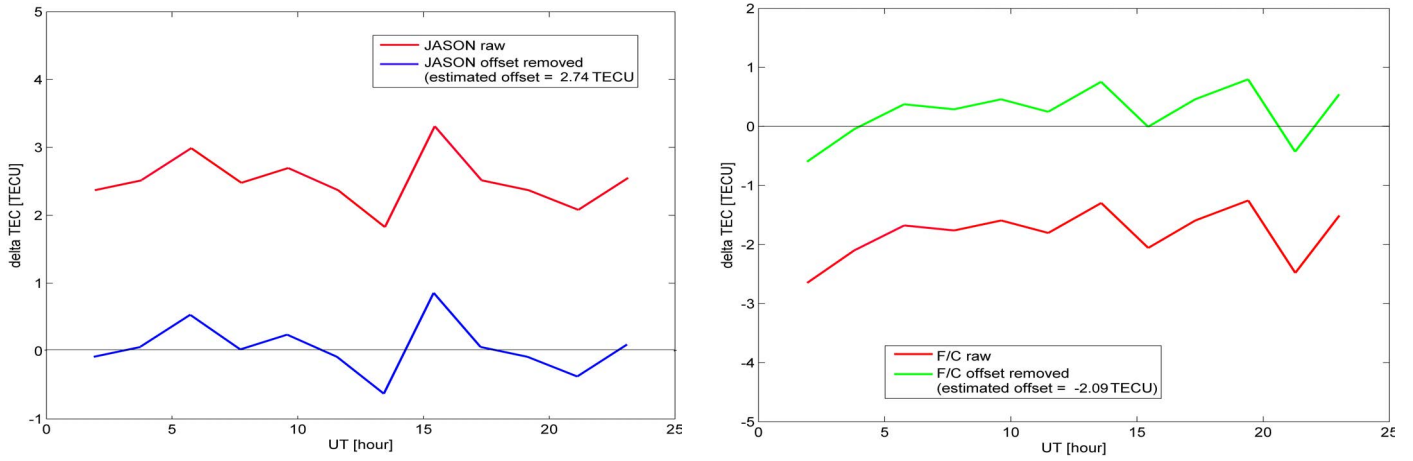 5
4
3
2
1
0
-1
delta TEC [TECU]
JASON raw
JASON offset removed
(estimated offset = 2.74 TECU
0
5
10
15
20
25
UT [hour]
2
1
0
-1
-2
-3
-4
-5
delta TEC [TECU]
F/C raw
F/C offset removed
(estimated offset = -2.09 TECU)
0
5
10
15
20
25
UT [hour]